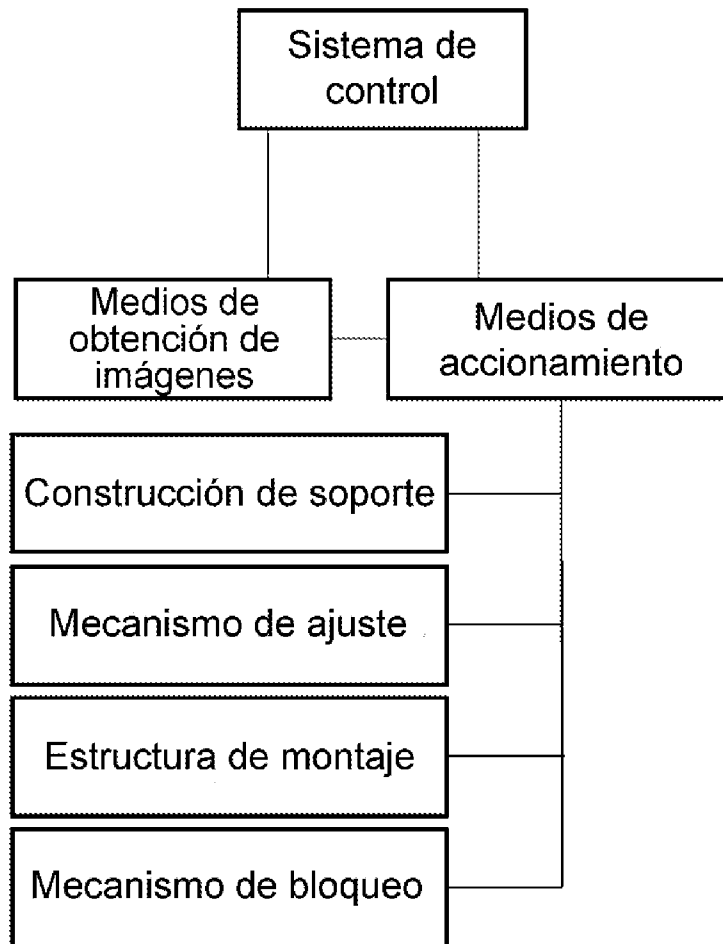 Sistema de
control
Medios de
obtención de
imágenes
Medios de
accionamiento
Construcción de soporte
Mecanismo de ajuste
Estructura de montaje
Mecanismo de bloqueo